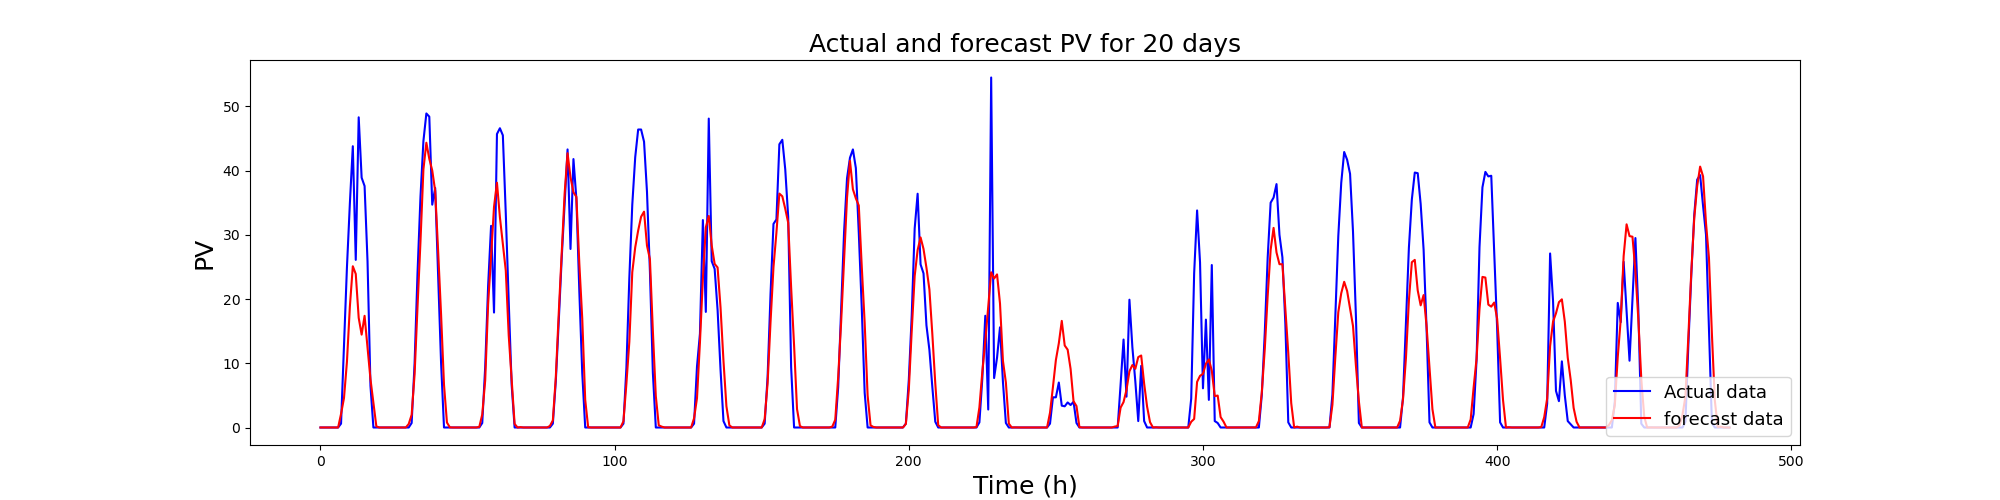 Actual and forecast PV for 20 days
PV
50
40
30
20
10
0
Actual data
forecast data
0 100 200 300 400 500
Time (h)